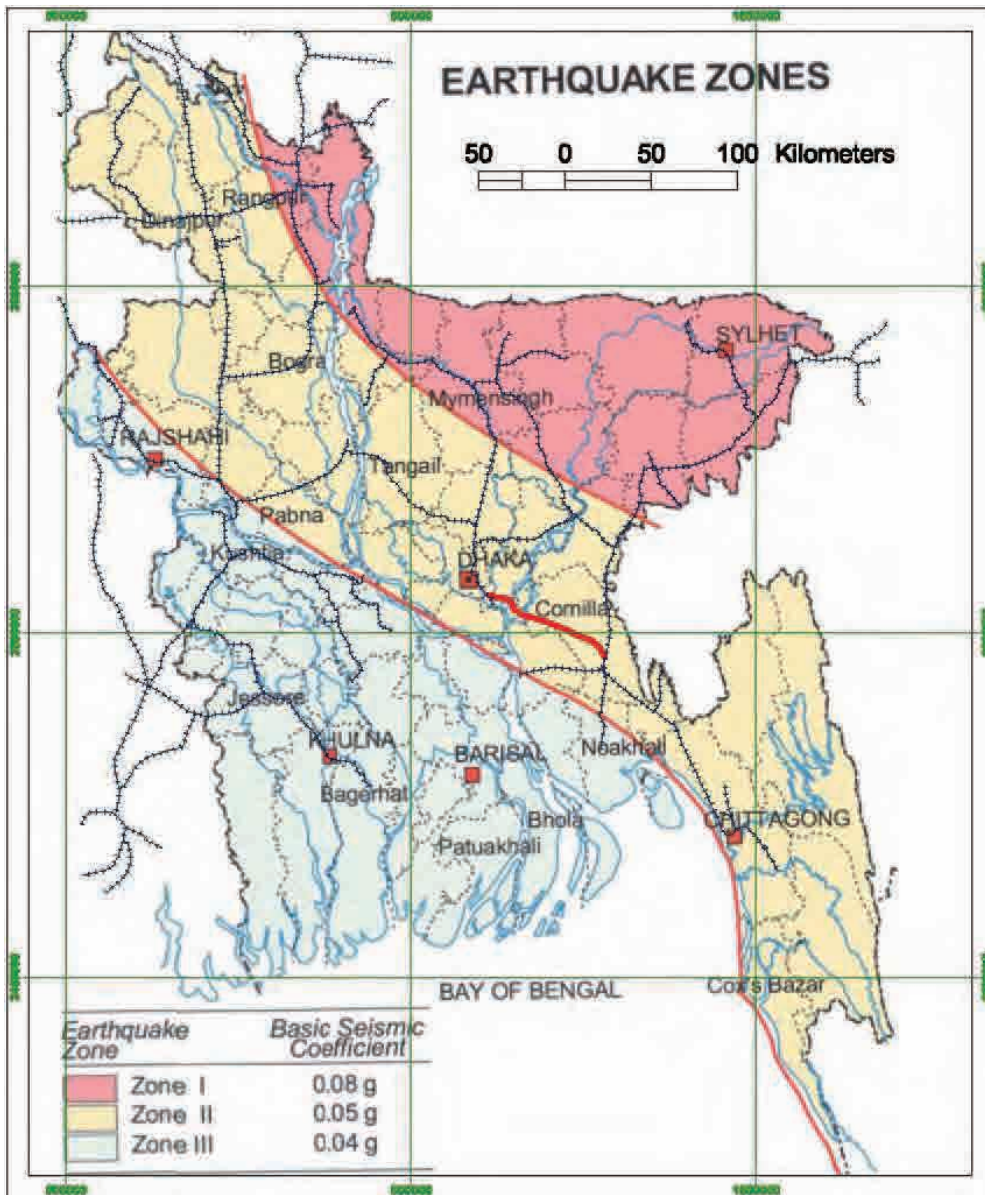 EARTHQUAKE ZONES
50 0 50 100 Kilometers
Rangpur
Dinajpur
SYLHET
Bogra
Mymensingh
RAJSHAHI
Tangail
Pabna
Kushtia
DHAKA
Comilla
Jessore
KHULNA
BARISAL
Noakhali
Bagerhat
Bhola
CHITTAGONG
Patuakhali
BAY OF BENGAL
Cox's Bazar
Earthquake Zone
Basic Seismic Coefficient
Zone I 0.08 g
Zone II 0.05 g
Zone III 0.04 g